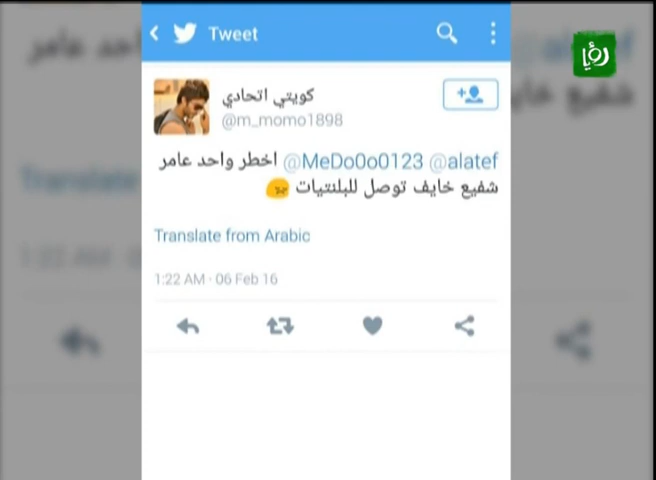 Tweet
رؤيا
كويتي اتحادي
@m_momo1898
@alatef @MeDo0o0123 اخطر واحد عامر
شفيع خايف توصل للبلنتيات
Translate from Arabic
1:22 AM · 06 Feb 16